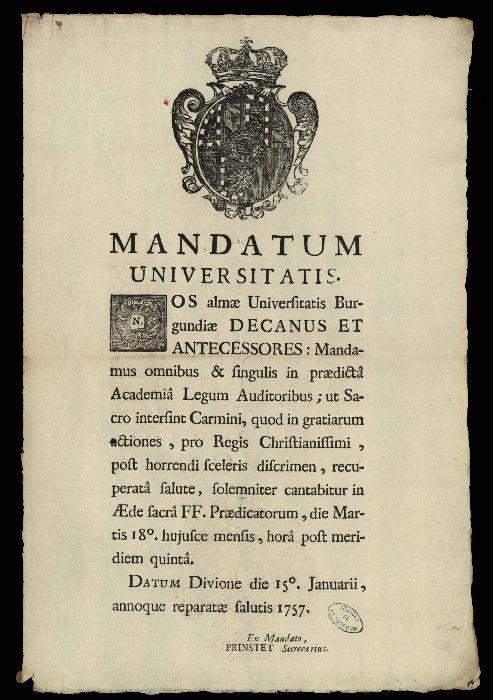 MANDATUM
UNIVERSITATIS.
NOS almæ Universitatis Bur-
gundiæ DECANUS ET
ANTECESSORES : Manda-
mus omnibus & singulis in prædictâ
Academiâ Legum Auditoribus ; ut Sa-
cro intersint Carmini, quod in gratiarum
actiones , pro Regis Christianissimi ,
post horrendi sceleris discrimen , recu-
peratâ salute, solemniter cantabitur in
Æde sacrâ FF. Prædicatorum, die Mar-
tis 18º. hujusce mensis, horâ post meri-
diem quintâ.
DATUM Divione die 15º. Januarii,
annoque reparatæ salutis 1757.
Ex Mandato,
PRINSTET Secretarius.